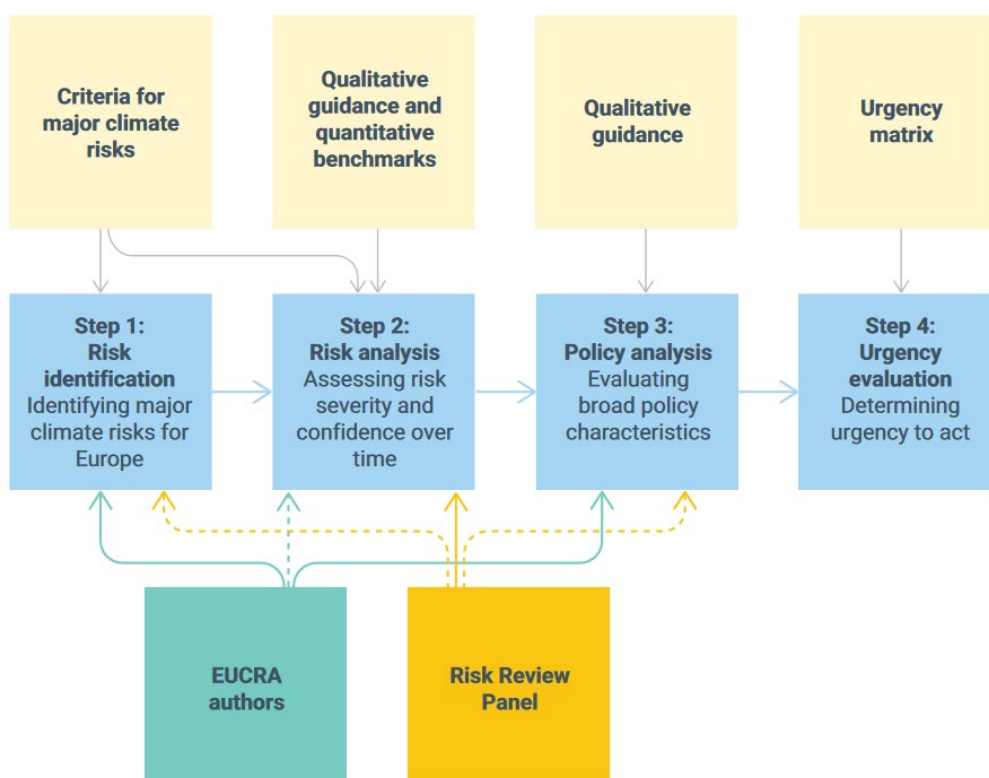 Criteria for
major climate
risks
Qualitative
guidance and
quantitative
benchmarks
Qualitative
guidance
Urgency
matrix
Step 1:
Risk
identification
Identifying major
climate risks for
Europe
Step 2:
Risk analysis
Assessing risk
severity and
confidence over
time
Step 3:
Policy analysis
Evaluating
broad policy
characteristics
Step 4:
Urgency
evaluation
Determining
urgency to act
EUCRA
authors
Risk Review
Panel